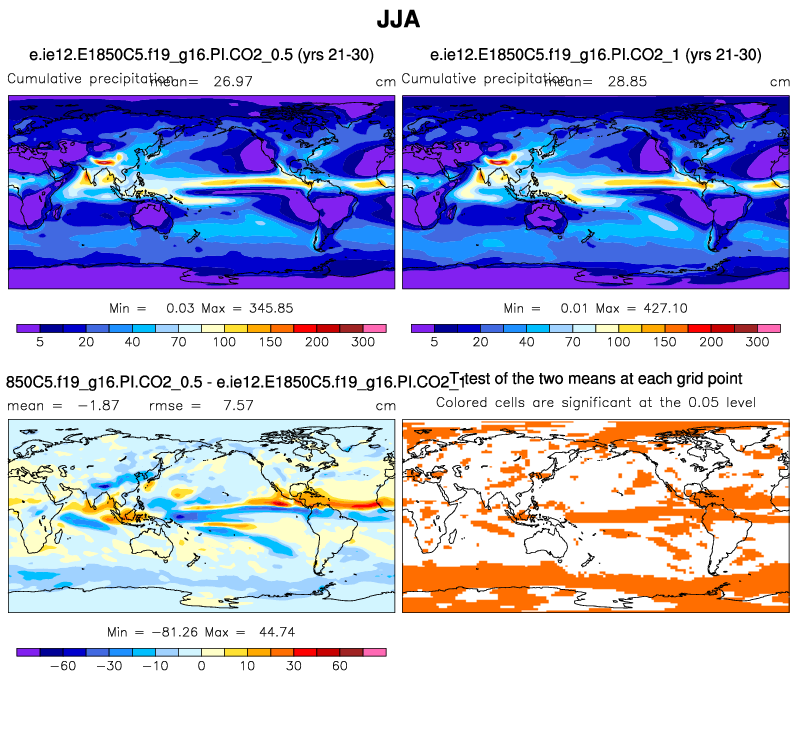 JJA
e.ie12.E1850C5.f19_g16.PI.CO2_0.5 (yrs 21-30)
Cumulative precipitation mean= 26.97 cm
Min = 0.03 Max = 345.85
5 20 40 70 100 150 200 300
e.ie12.E1850C5.f19_g16.PI.CO2_1 (yrs 21-30)
Cumulative precipitation mean= 28.85 cm
Min = 0.01 Max = 427.10
5 20 40 70 100 150 200 300
850C5.f19_g16.PI.CO2_0.5 - e.ie12.E1850C5.f19_g16.PI.CO2_1
mean = −1.87 rmse = 7.57 cm
Min = −81.26 Max = 44.74
−60 −30 −10 0 10 30 60
T-test of the two means at each grid point
Colored cells are significant at the 0.05 level